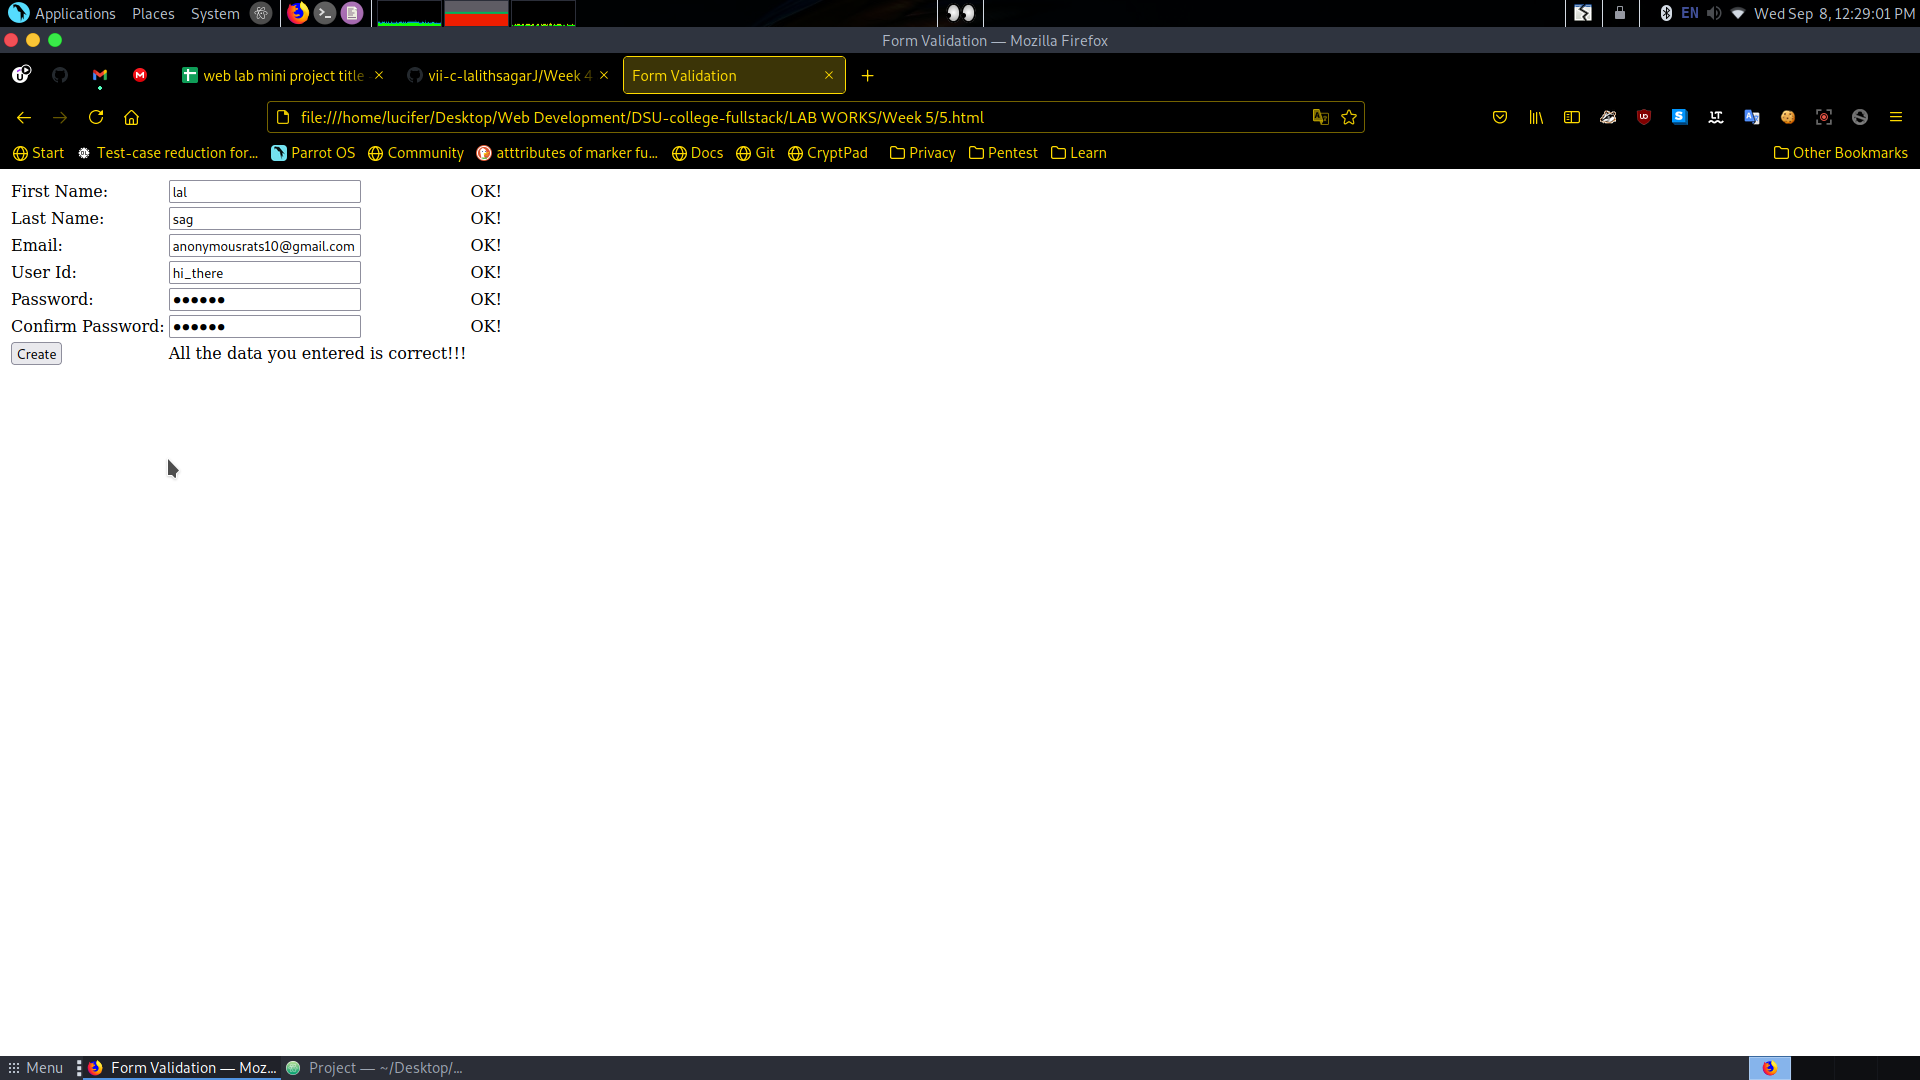 Applications Places System EN Wed Sep 8, 12:29:01 PM
Form Validation — Mozilla Firefox
web lab mini project title vii-c-lalithsagarJ/Week 4 Form Validation
file:///home/lucifer/Desktop/Web Development/DSU-college-fullstack/LAB WORKS/Week 5/5.html
Start Test-case reduction for... Parrot OS Community atttributes of marker fu... Docs Git CryptPad Privacy Pentest Learn Other Bookmarks
First Name: lal OK!
Last Name: sag OK!
Email: anonymousrats10@gmail.com OK!
User Id: hi_there OK!
Password: ●●●●●● OK!
Confirm Password: ●●●●●● OK!
Create All the data you entered is correct!!!
Menu Form Validation — Moz... Project — ~/Desktop/...